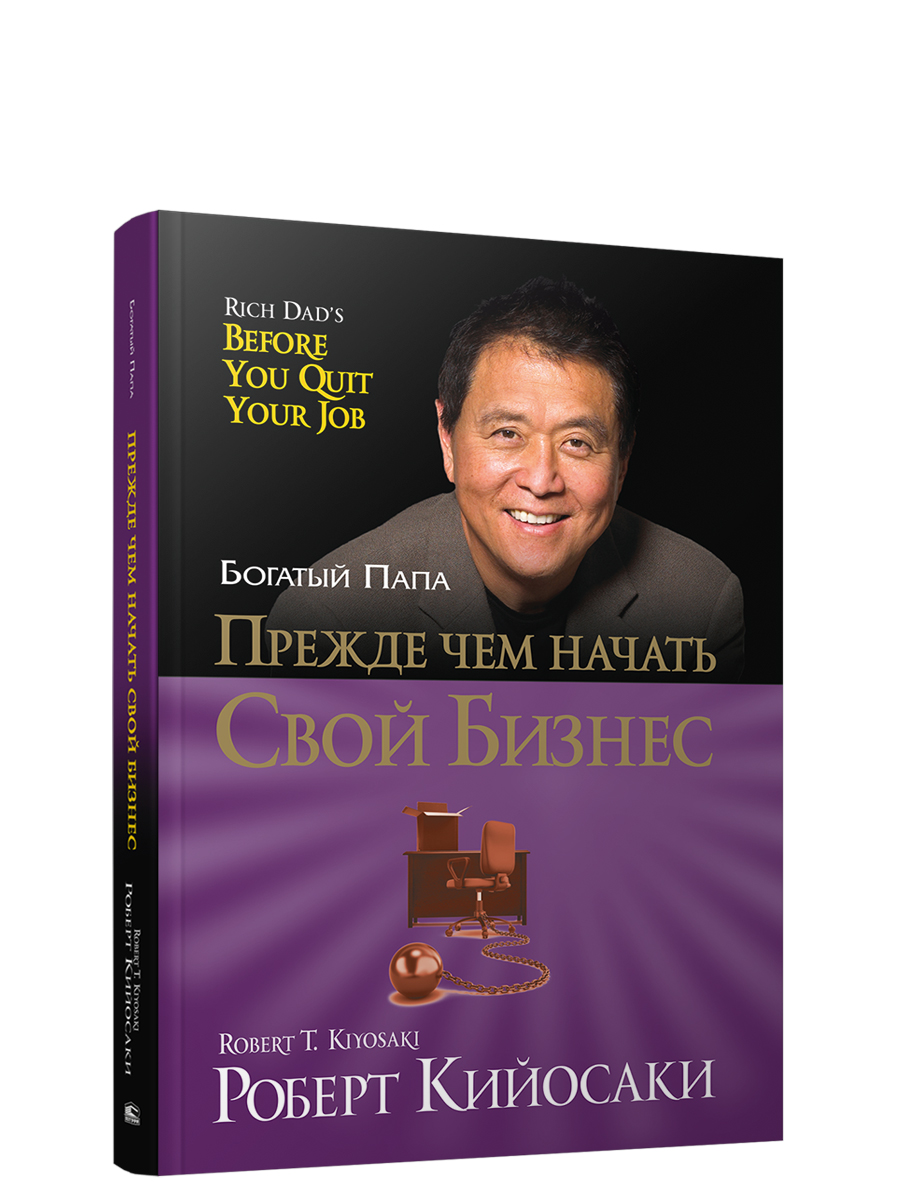 Rich Dad's
Before
You Quit
Your Job
Богатый Папа
Прежде чем начать
Свой Бизнес
Robert T. Kiyosaki
Роберт Кийосаки
Богатый Папа
Прежде чем начать свой бизнес
Robert T. Kiyosaki
Роберт Кийосаки